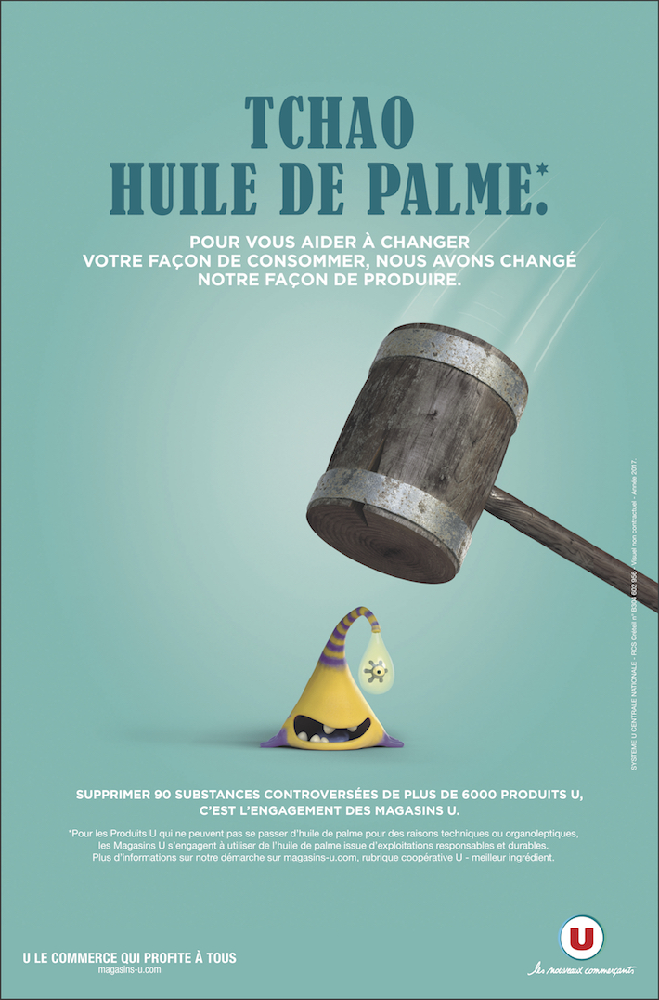 TCHAO
HUILE DE PALME.*
POUR VOUS AIDER À CHANGER
VOTRE FAÇON DE CONSOMMER, NOUS AVONS CHANGÉ
NOTRE FAÇON DE PRODUIRE.
SYSTEME U CENTRALE NATIONALE - RCS Créteil n° B304 602 956 - Visuel non contractuel - Année 2017.
SUPPRIMER 90 SUBSTANCES CONTROVERSÉES DE PLUS DE 6000 PRODUITS U,
C'EST L'ENGAGEMENT DES MAGASINS U.
*Pour les Produits U qui ne peuvent pas se passer d'huile de palme pour des raisons techniques ou organoleptiques,
les Magasins U s'engagent à utiliser de l'huile de palme issue d'exploitations responsables et durables.
Plus d'informations sur notre démarche sur magasins-u.com, rubrique coopérative U - meilleur ingrédient.
U LE COMMERCE QUI PROFITE À TOUS
magasins-u.com
U
les nouveaux commerçants